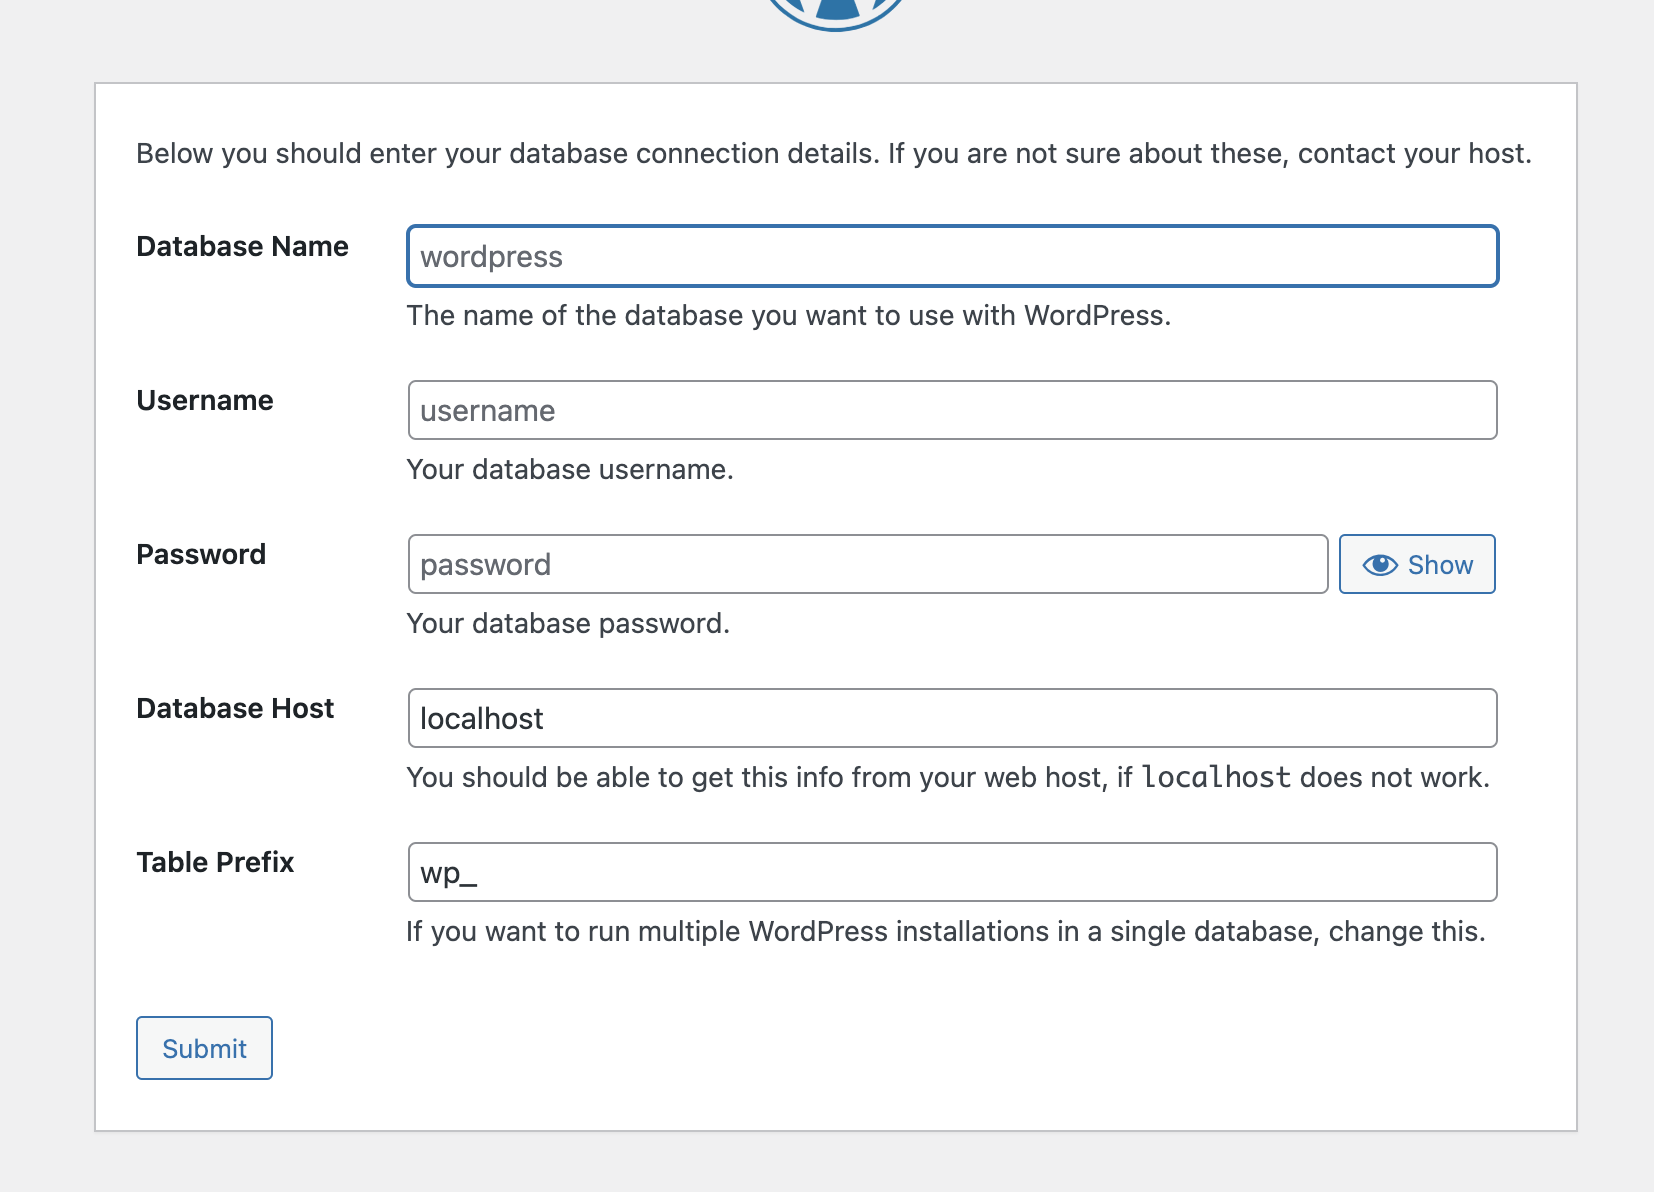 Below you should enter your database connection details. If you are not sure about these, contact your host.
Database Name
wordpress
The name of the database you want to use with WordPress.
Username
username
Your database username.
Password
password
Show
Your database password.
Database Host
localhost
You should be able to get this info from your web host, if localhost does not work.
Table Prefix
wp_
If you want to run multiple WordPress installations in a single database, change this.
Submit